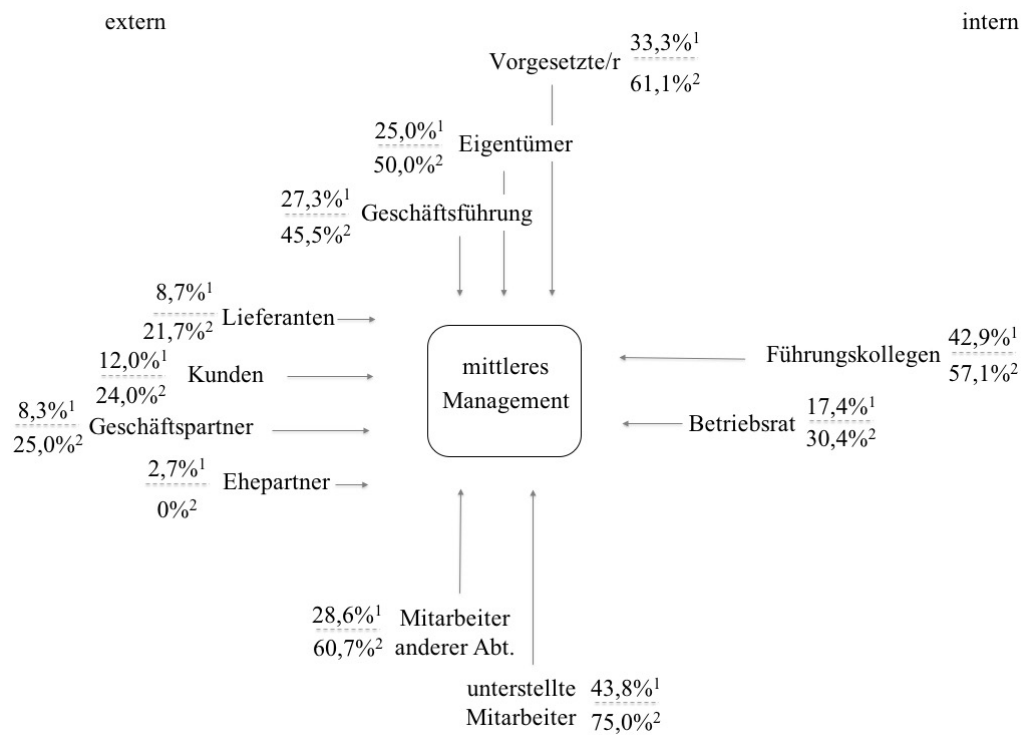 extern
intern
Vorgesetzte/r
33,3%¹
61,1%²
25,0%¹
50,0%²
Eigentümer
27,3%¹
45,5%²
Geschäftsführung
8,7%¹
21,7%²
Lieferanten
12,0%¹
24,0%²
Kunden
8,3%¹
25,0%²
Geschäftspartner
2,7%¹
0%²
Ehepartner
mittleres
Management
Führungskollegen
42,9%¹
57,1%²
Betriebsrat
17,4%¹
30,4%²
28,6%¹
60,7%²
Mitarbeiter
anderer Abt.
unterstellte
Mitarbeiter
43,8%¹
75,0%²